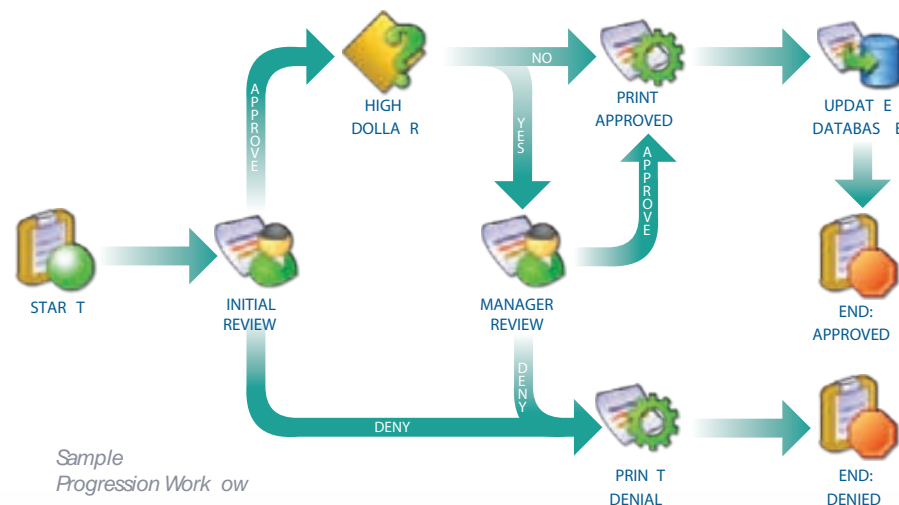 APPROVE
HIGH
DOLLA R
NO
YES
PRINT
APPROVED
APPROVE
UPDAT E
DATABAS E
STAR T
INITIAL
REVIEW
MANAGER
REVIEW
END:
APPROVED
DENY
DENY
Sample
Progression Work ow
PRIN T
DENIAL
END:
DENIED